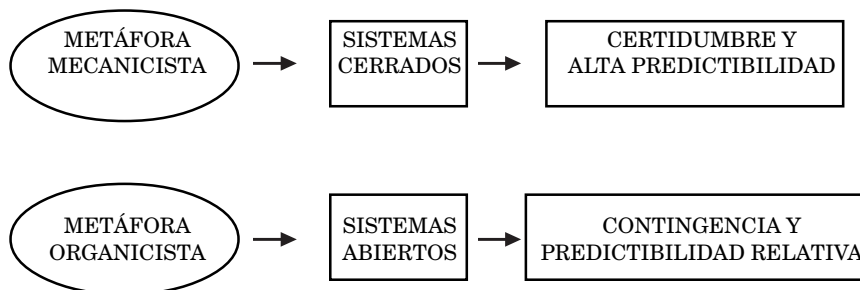 METÁFORA
MECANICISTA
SISTEMAS
CERRADOS
CERTIDUMBRE Y
ALTA PREDICTIBILIDAD
METÁFORA
ORGANICISTA
SISTEMAS
ABIERTOS
CONTINGENCIA Y
PREDICTIBILIDAD RELATIVA